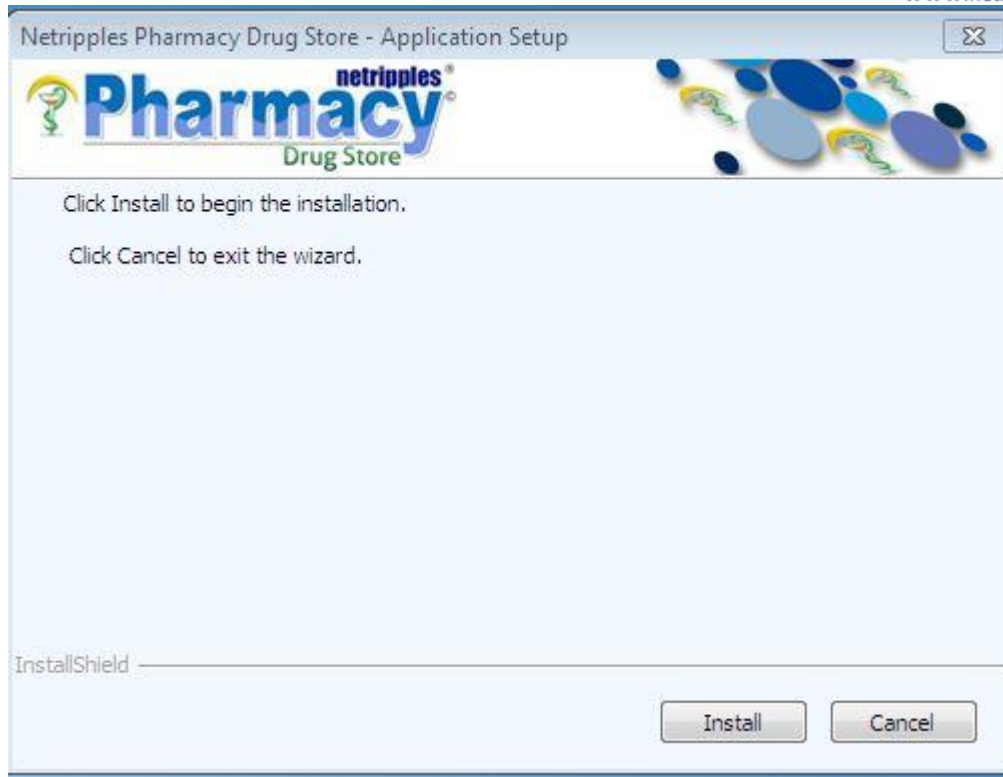 Netripples Pharmacy Drug Store - Application Setup
netripples®
Pharmacy©
Drug Store
Click Install to begin the installation.
Click Cancel to exit the wizard.
InstallShield
Install Cancel